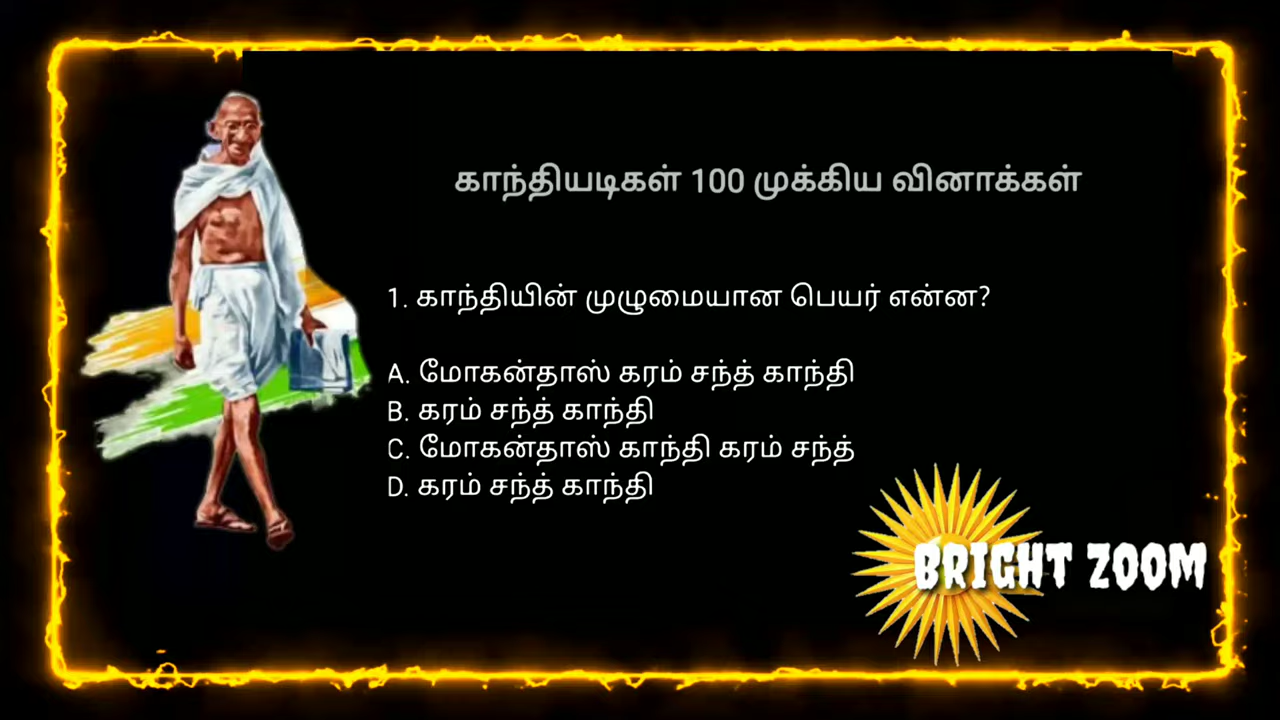 காந்தியடிகள் 100 முக்கிய வினாக்கள்
1. காந்தியின் முழுமையான பெயர் என்ன?
A. மோகன்தாஸ் கரம் சந்த் காந்தி
B. கரம் சந்த் காந்தி
C. மோகன்தாஸ் காந்தி கரம் சந்த்
D. கரம் சந்த் காந்தி
BRIGHT ZOOM